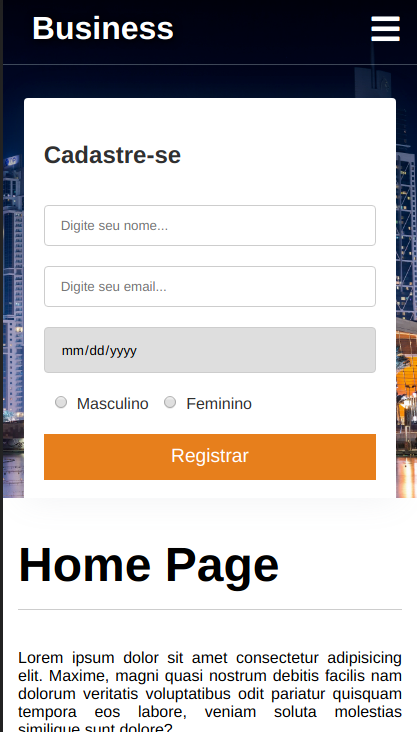 Business
Cadastre-se
Digite seu nome...
Digite seu email...
mm/dd/yyyy
Masculino Feminino
Registrar
Home Page
Lorem ipsum dolor sit amet consectetur adipisicing
elit. Maxime, magni quasi nostrum debitis facilis nam
dolorum veritatis voluptatibus odit pariatur quisquam
tempora eos labore, veniam soluta molestias
similique sunt dolore?